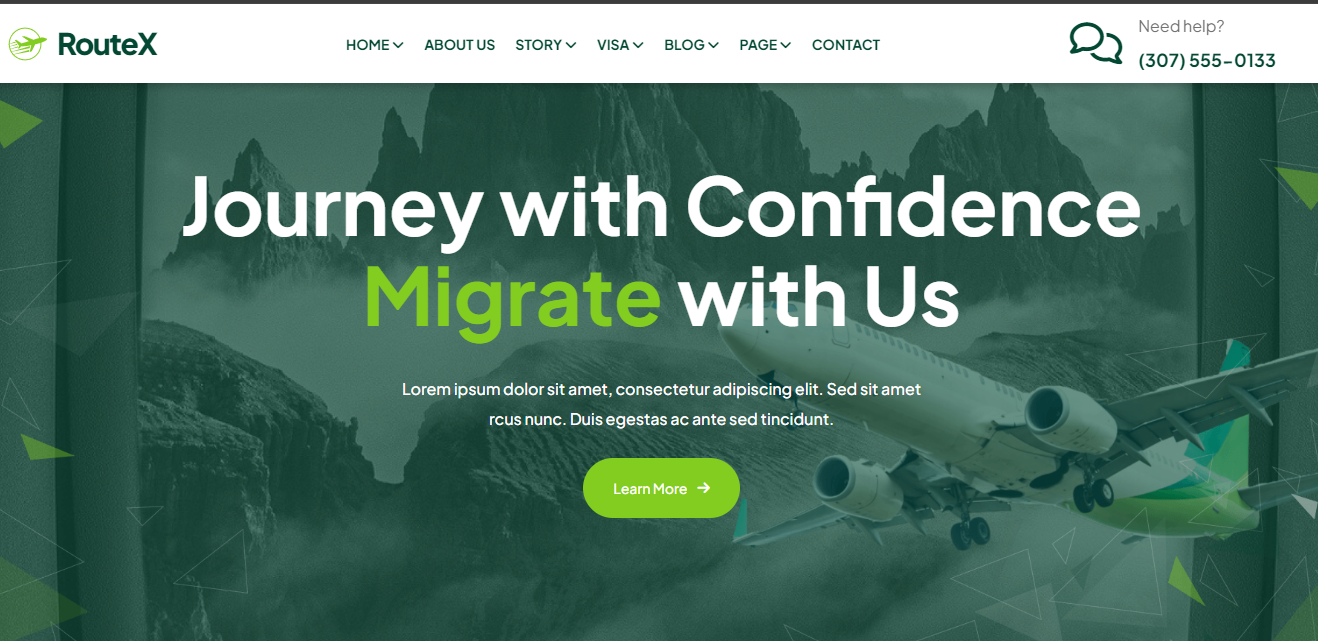 RouteX
HOME ABOUT US STORY VISA BLOG PAGE CONTACT
Need help?
(307) 555-0133
Journey with Confidence
Migrate with Us
Lorem ipsum dolor sit amet, consectetur adipiscing elit. Sed sit amet
rcus nunc. Duis egestas ac ante sed tincidunt.
Learn More